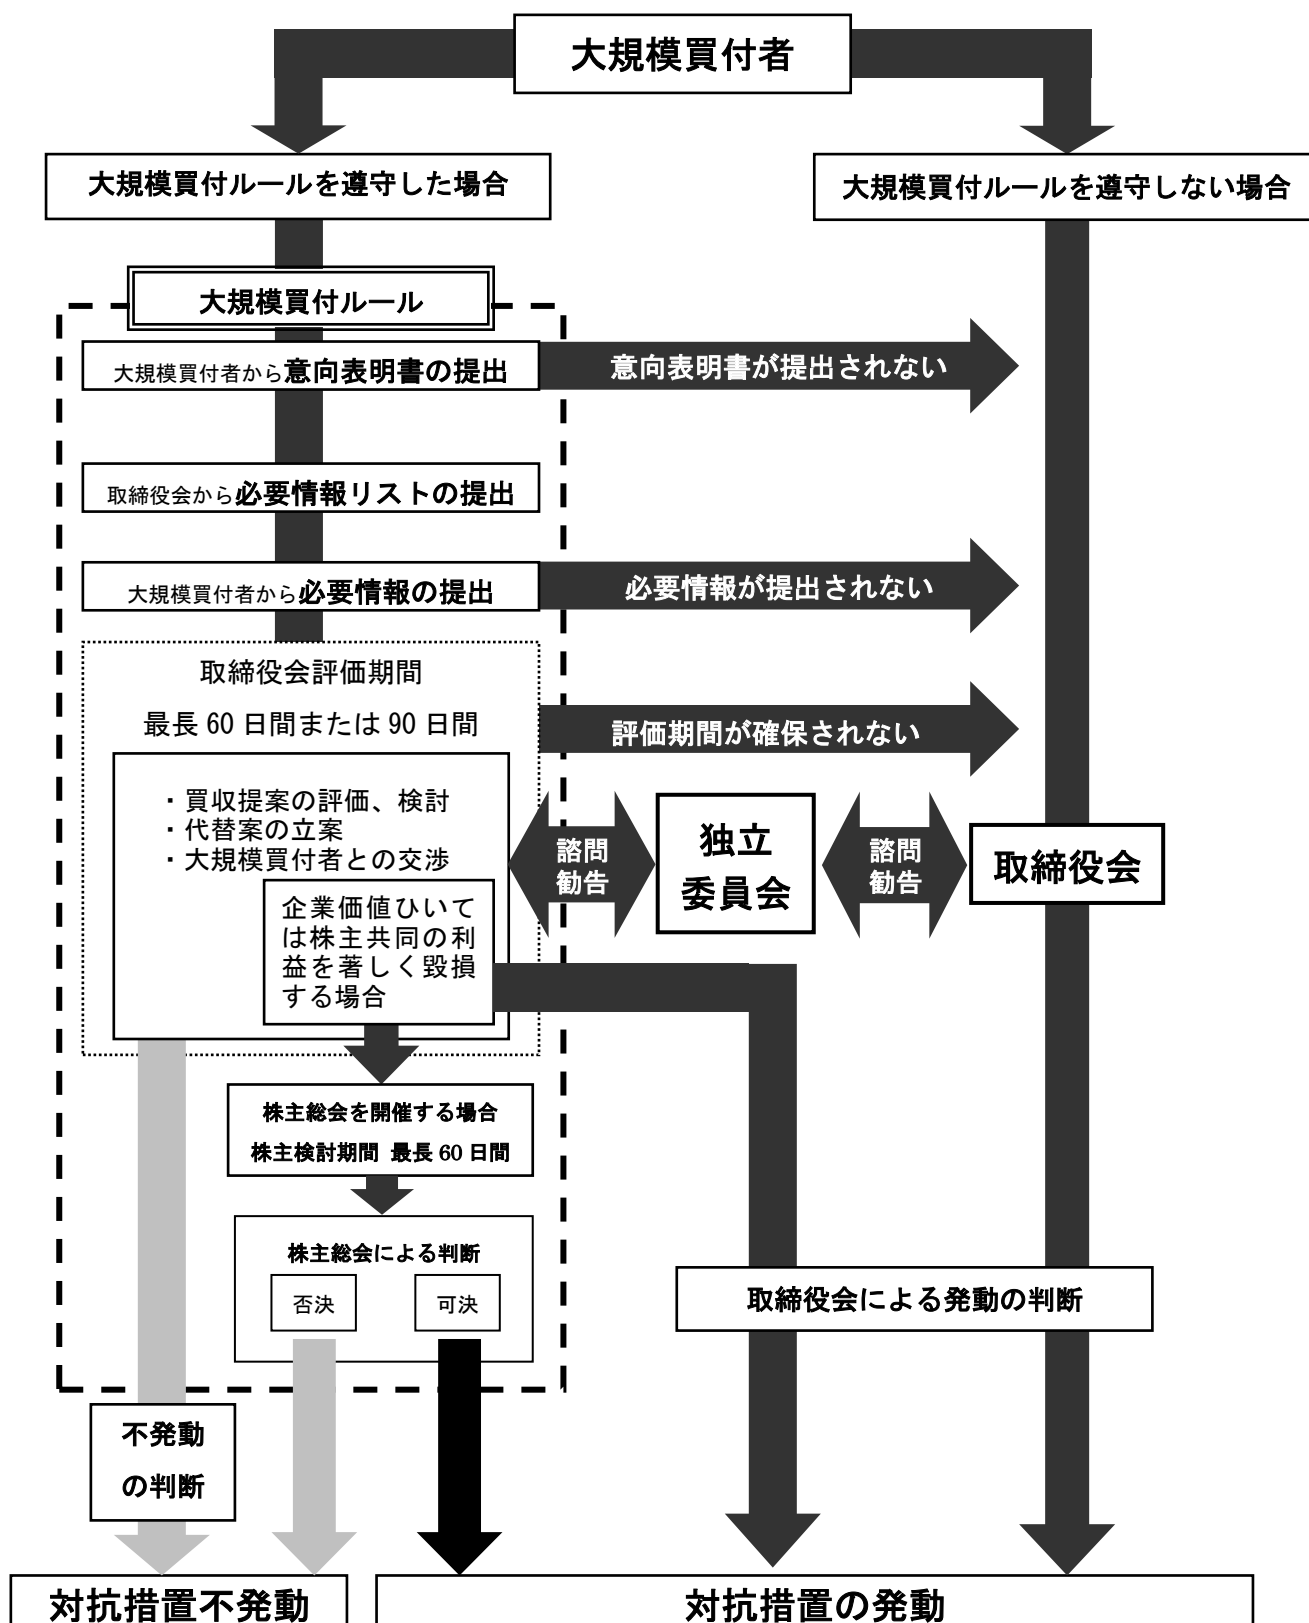 大規模買付者
大規模買付ルールを遵守した場合
大規模買付ルールを遵守しない場合
大規模買付ルール
大規模買付者から意向表明書の提出
意向表明書が提出されない
取締役会から必要情報リストの提出
大規模買付者から必要情報の提出
必要情報が提出されない
取締役会評価期間
最長 60 日間または 90 日間
評価期間が確保されない
・買収提案の評価、検討
・代替案の立案
・大規模買付者との交渉
諮問
勧告
独立
委員会
諮問
勧告
取締役会
企業価値ひいて
は株主共同の利
益を著しく毀損
する場合
株主総会を開催する場合
株主検討期間 最長 60 日間
株主総会による判断
否決
可決
取締役会による発動の判断
不発動
の判断
対抗措置不発動
対抗措置の発動